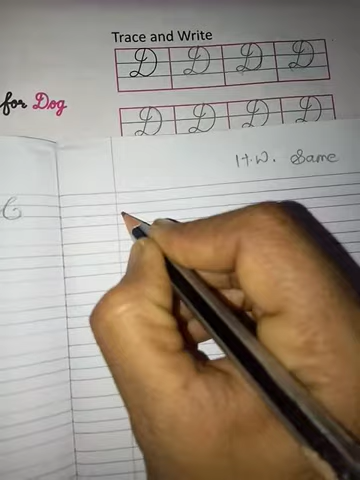 Trace and Write
D D D D
for Dog
D D D D
H.W. Same
C